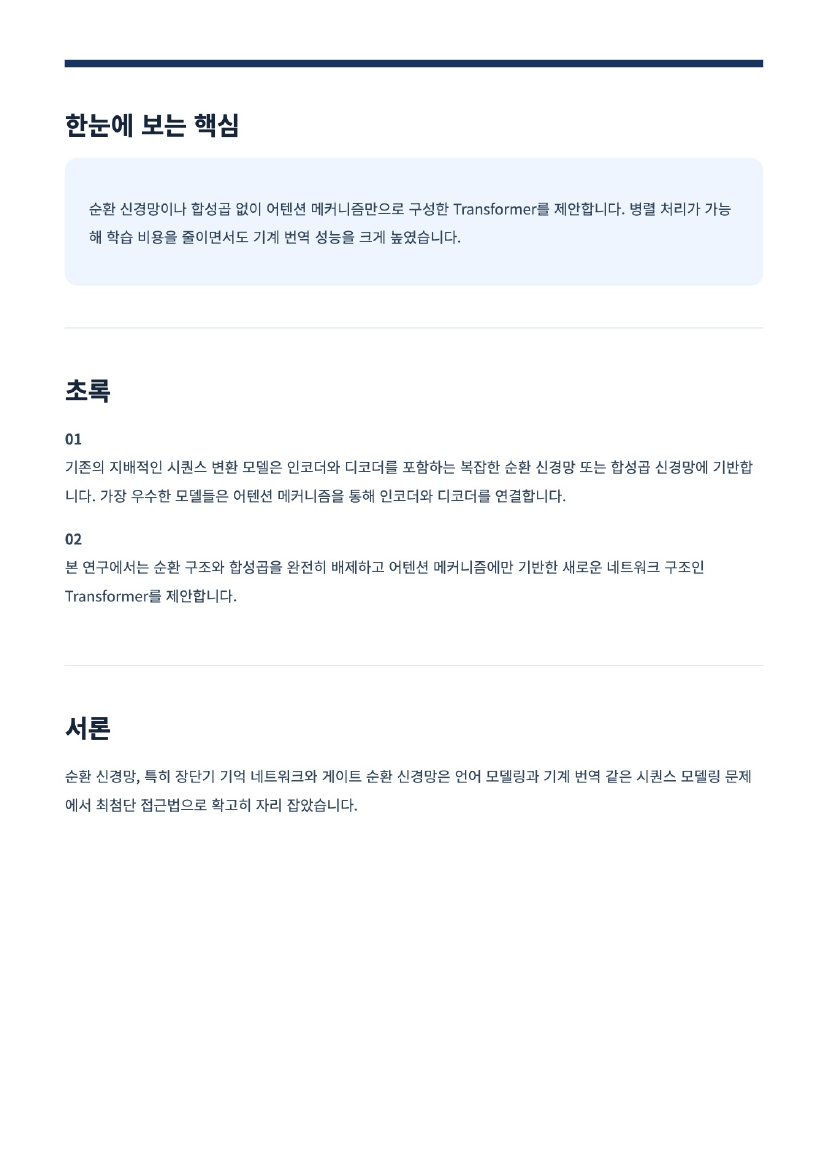 한눈에 보는 핵심
순환 신경망이나 합성곱 없이 어텐션 메커니즘만으로 구성한 Transformer를 제안합니다. 병렬 처리가 가능
해 학습 비용을 줄이면서도 기계 번역 성능을 크게 높였습니다.
초록
01
기존의 지배적인 시퀀스 변환 모델은 인코더와 디코더를 포함하는 복잡한 순환 신경망 또는 합성곱 신경망에 기반합
니다. 가장 우수한 모델들은 어텐션 메커니즘을 통해 인코더와 디코더를 연결합니다.
02
본 연구에서는 순환 구조와 합성곱을 완전히 배제하고 어텐션 메커니즘에만 기반한 새로운 네트워크 구조인
Transformer를 제안합니다.
서론
순환 신경망, 특히 장단기 기억 네트워크와 게이트 순환 신경망은 언어 모델링과 기계 번역 같은 시퀀스 모델링 문제
에서 최첨단 접근법으로 확고히 자리 잡았습니다.